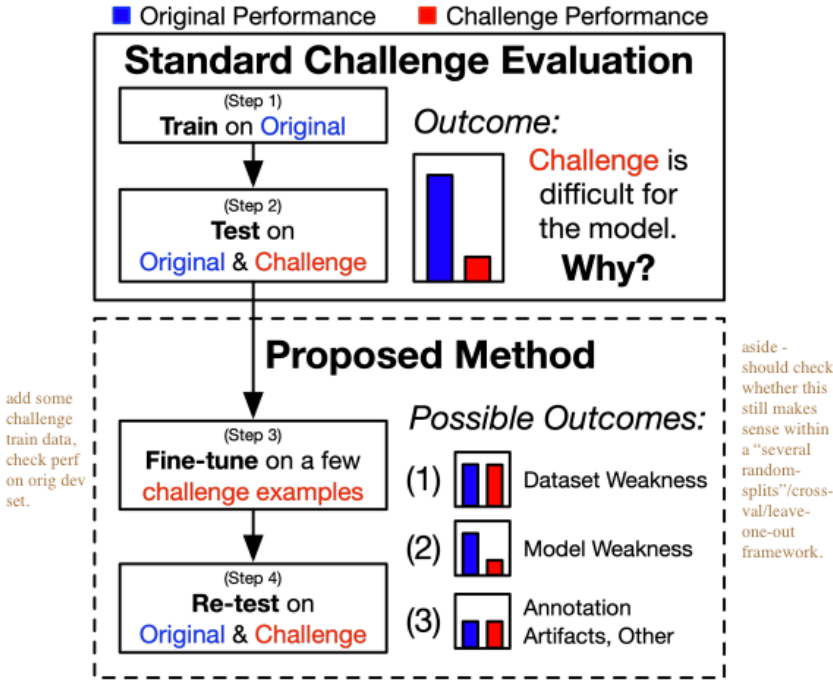 Original Performance Challenge Performance
Standard Challenge Evaluation
(Step 1)
Train on Original
(Step 2)
Test on
Original & Challenge
Outcome:
Challenge is
difficult for
the model.
Why?
Proposed Method
(Step 3)
Fine-tune on a few
challenge examples
(Step 4)
Re-test on
Original & Challenge
Possible Outcomes:
(1) Dataset Weakness
(2) Model Weakness
(3) Annotation
Artifacts, Other
add some
challenge
train data,
check perf
on orig dev
set.
aside -
should check
whether this
still makes
sense within
a “several
random-
splits”/cross-
val/leave-
one-out
framework.